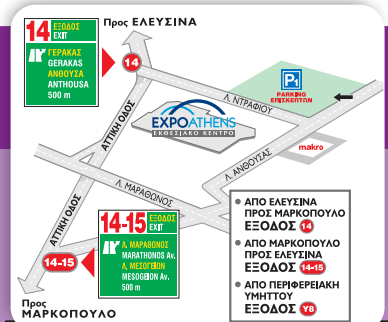 14 ΕΞΟΔΟΣ
EXIT
ΓΕΡΑΚΑΣ
GERAKAS
ΑΝΘΟΥΣΑ
ANTHOUSA
500 m
Προς ΕΛΕΥΣΙΝΑ
14
ΑΤΤΙΚΗ ΟΔΟΣ
Λ. ΝΤΡΑΦΙΟΥ
P1
PARKING
ΕΠΙΣΚΕΠΤΩΝ
EXPOATHENS
ΕΚΘΕΣΙΑΚΟ ΚΕΝΤΡΟ
makro
Λ. ΑΝΘΟΥΣΑΣ
Λ. ΜΑΡΑΘΩΝΟΣ
ΑΤΤΙΚΗ ΟΔΟΣ
14-15
14-15 ΕΞΟΔΟΣ
EXIT
Λ. ΜΑΡΑΘΩΝΟΣ
MARATHONOS Av.
Λ. ΜΕΣΟΓΕΙΩΝ
MESOGEION Av.
500 m
Προς
ΜΑΡΚΟΠΟΥΛΟ
• ΑΠΟ ΕΛΕΥΣΙΝΑ
ΠΡΟΣ ΜΑΡΚΟΠΟΥΛΟ
ΕΞΟΔΟΣ 14
• ΑΠΟ ΜΑΡΚΟΠΟΥΛΟ
ΠΡΟΣ ΕΛΕΥΣΙΝΑ
ΕΞΟΔΟΣ 14-15
• ΑΠΟ ΠΕΡΙΦΕΡΕΙΑΚΗ
ΥΜΗΤΤΟΥ
ΕΞΟΔΟΣ Υ8